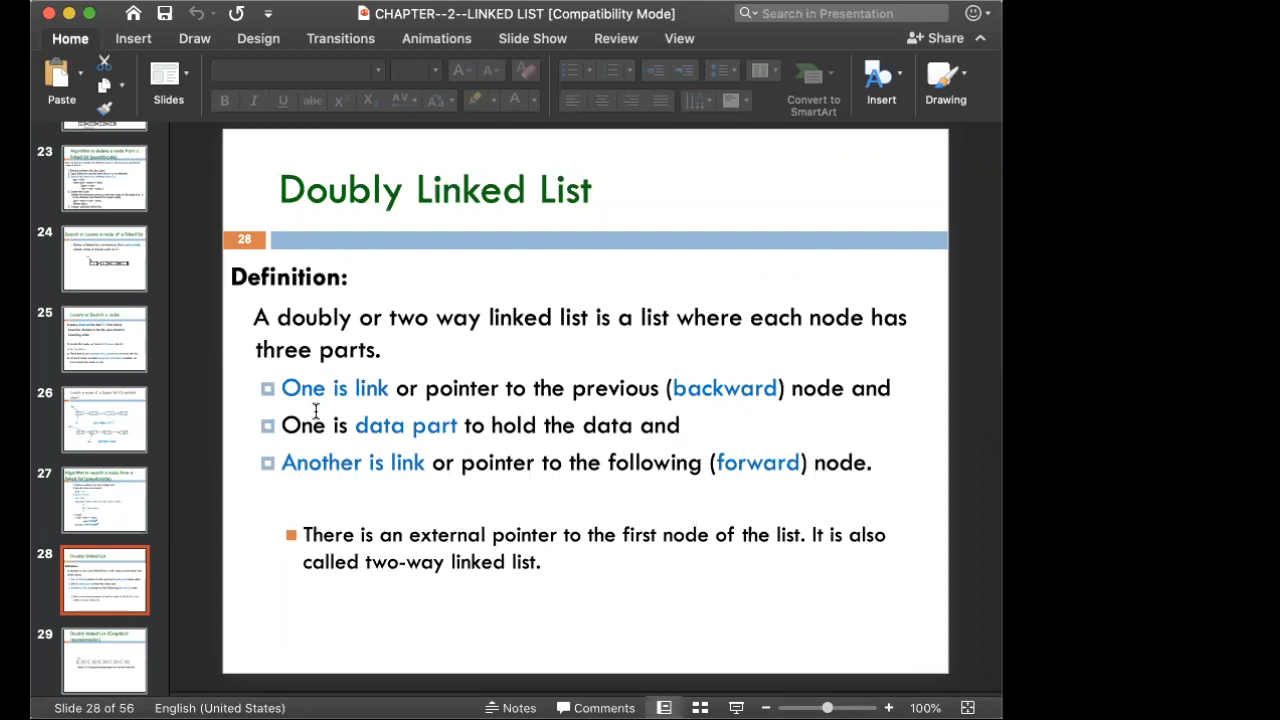 CHAPTER--2--LINKED LIST [Compatibility Mode]
Search in Presentation
Home Insert Draw Design Transitions Animations Slide Show Review View Share
Paste
Slides
Convert to
SmartArt
Insert
Drawing
23
24
25
26
27
28
29
Doubly Linked List
28
Definition:
A doubly or two way linked list is a list where each node has
three parts.
One is link or pointer to the previous (backward) node and
One is data part to hold the data and
Another is link or pointer to the following (forward) node.
There is an external pointer to the first node of the list. It is also
called two-way linked list.
Slide 28 of 56 English (United States) Notes Comments 100%